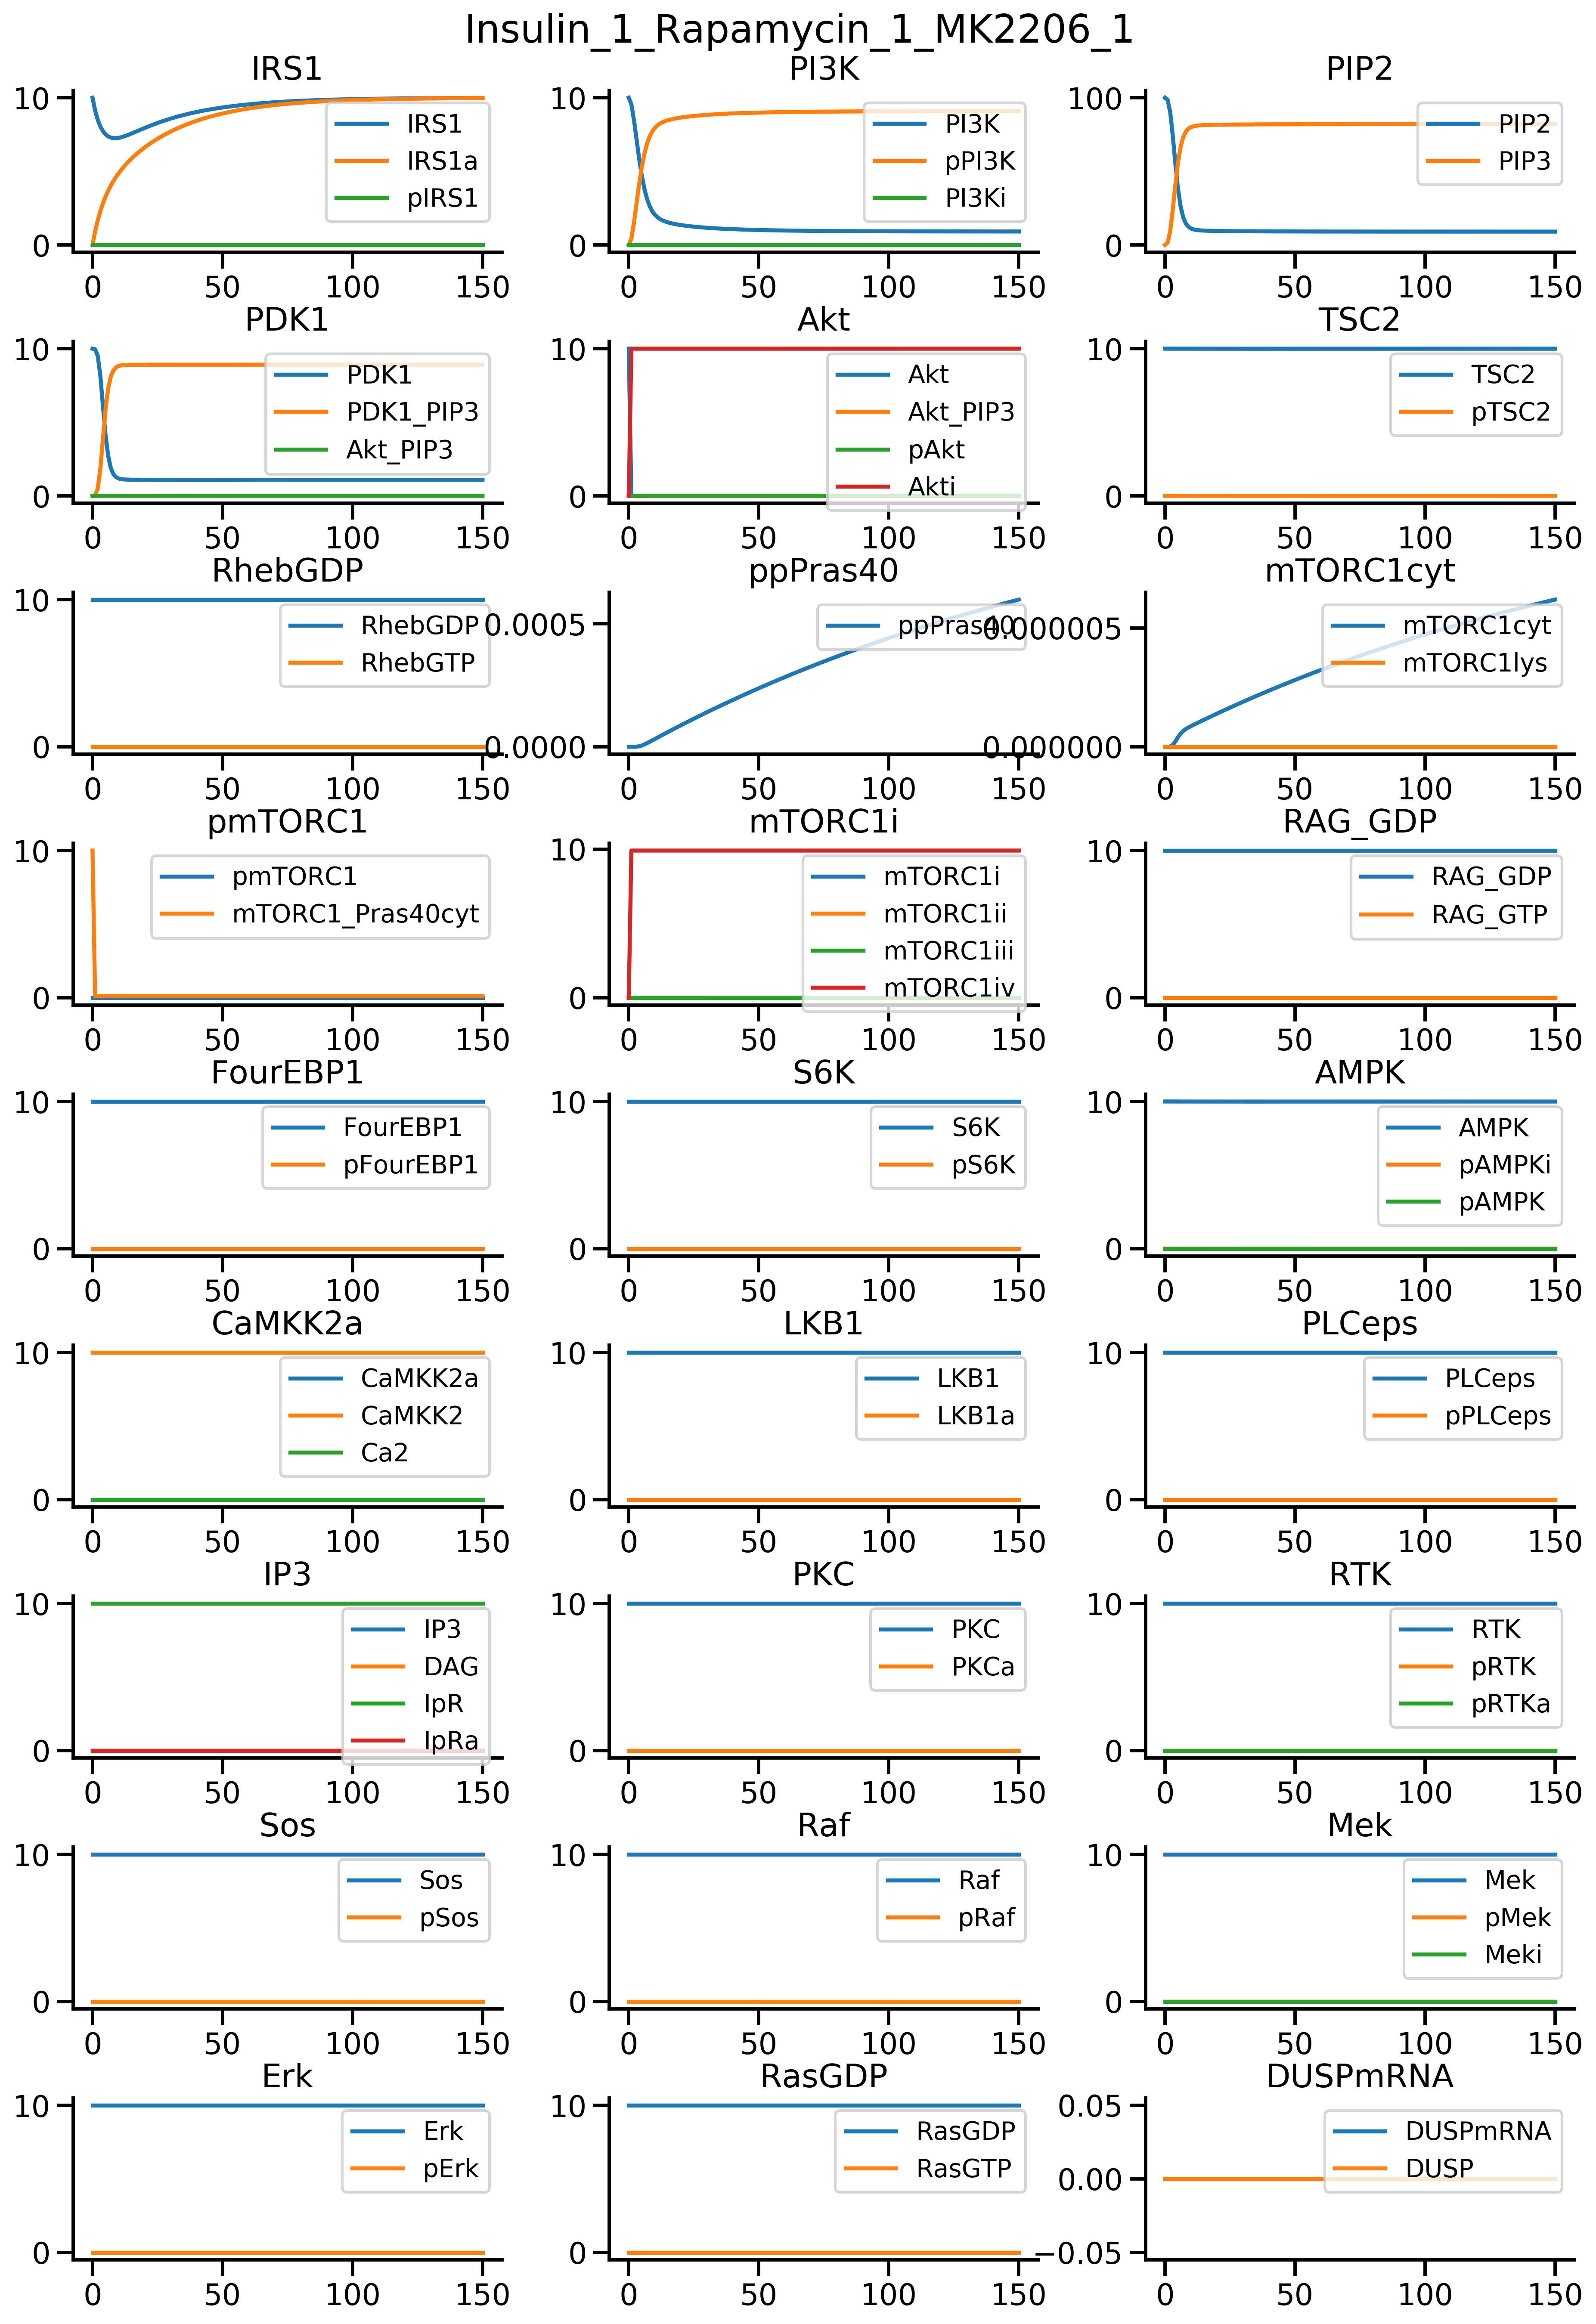 Insulin_1_Rapamycin_1_MK2206_1
IRS1
10
0
0 50 100 150
IRS1
IRS1a
pIRS1
PI3K
10
0
0 50 100 150
PI3K
pPI3K
PI3Ki
PIP2
100
0
0 50 100 150
PIP2
PIP3
PDK1
10
0
0 50 100 150
PDK1
PDK1_PIP3
Akt_PIP3
Akt
10
0
0 50 100 150
Akt
Akt_PIP3
pAkt
Akti
TSC2
10
0
0 50 100 150
TSC2
pTSC2
RhebGDP
10
0
0 50 100 150
RhebGDP
RhebGTP
ppPras40
0.0005
0.0000
0 50 100 150
ppPras40
mTORC1cyt
0.000005
0.000000
0 50 100 150
mTORC1cyt
mTORC1lys
pmTORC1
10
0
0 50 100 150
pmTORC1
mTORC1_Pras40cyt
mTORC1i
10
0
0 50 100 150
mTORC1i
mTORC1ii
mTORC1iii
mTORC1iv
RAG_GDP
10
0
0 50 100 150
RAG_GDP
RAG_GTP
FourEBP1
10
0
0 50 100 150
FourEBP1
pFourEBP1
S6K
10
0
0 50 100 150
S6K
pS6K
AMPK
10
0
0 50 100 150
AMPK
pAMPKi
pAMPK
CaMKK2a
10
0
0 50 100 150
CaMKK2a
CaMKK2
Ca2
LKB1
10
0
0 50 100 150
LKB1
LKB1a
PLCeps
10
0
0 50 100 150
PLCeps
pPLCeps
IP3
10
0
0 50 100 150
IP3
DAG
IpR
IpRa
PKC
10
0
0 50 100 150
PKC
PKCa
RTK
10
0
0 50 100 150
RTK
pRTK
pRTKa
Sos
10
0
0 50 100 150
Sos
pSos
Raf
10
0
0 50 100 150
Raf
pRaf
Mek
10
0
0 50 100 150
Mek
pMek
Meki
Erk
10
0
0 50 100 150
Erk
pErk
RasGDP
10
0
0 50 100 150
RasGDP
RasGTP
DUSPmRNA
0.05
0.00
−0.05
0 50 100 150
DUSPmRNA
DUSP